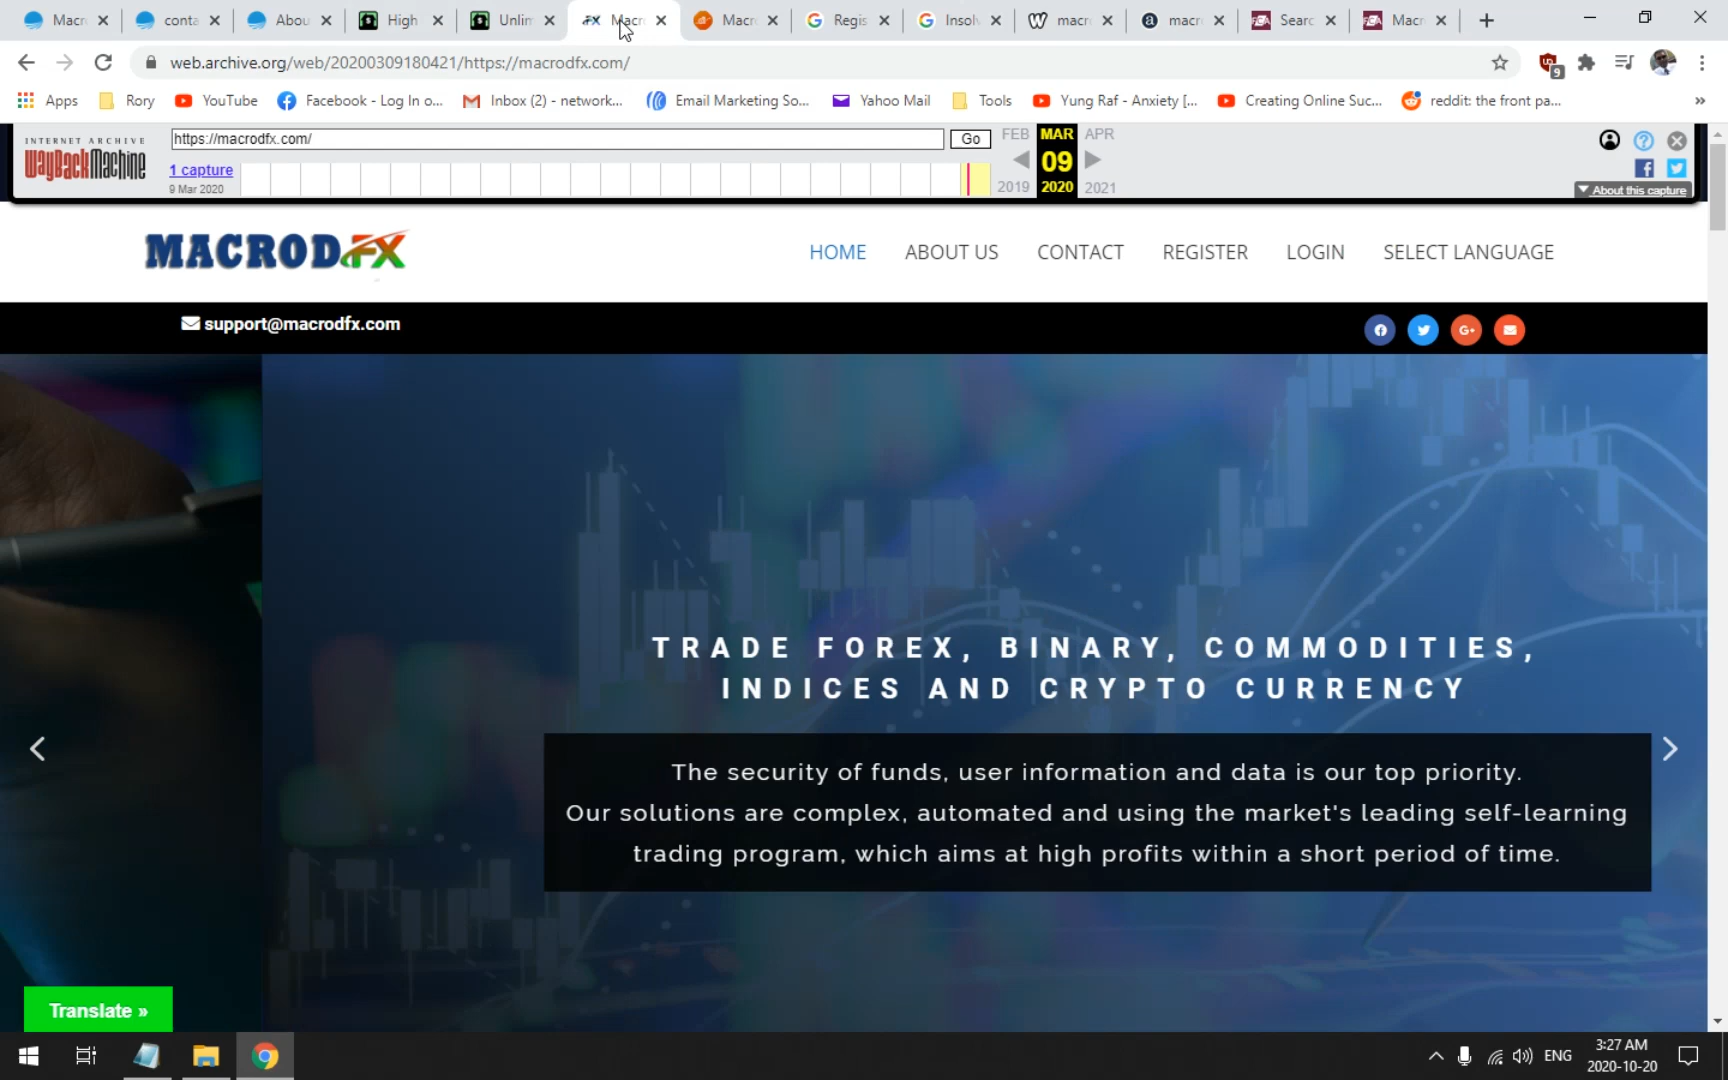 Macr
conta
Abou
High
Unlim
Macr
Macr
Regis
Insol
macr
macr
Searc
Macr
web.archive.org/web/20200309180421/https://macrodfx.com/
9
Apps
Rory
YouTube
Facebook - Log In o...
Inbox (2) - network...
Email Marketing So...
Yahoo Mail
Tools
Yung Raf - Anxiety [...
Creating Online Suc...
reddit: the front pa...
»
INTERNET ARCHIVE
WayBackMachine
https://macrodfx.com/
Go
FEB MAR APR
1 capture
9 Mar 2020
09
2019 2020 2021
About this capture
MACRODFX
HOME ABOUT US CONTACT REGISTER LOGIN SELECT LANGUAGE
support@macrodfx.com
G+
TRADE FOREX, BINARY, COMMODITIES,
INDICES AND CRYPTO CURRENCY
The security of funds, user information and data is our top priority.
Our solutions are complex, automated and using the market's leading self-learning
trading program, which aims at high profits within a short period of time.
Translate »
ENG
3:27 AM
2020-10-20